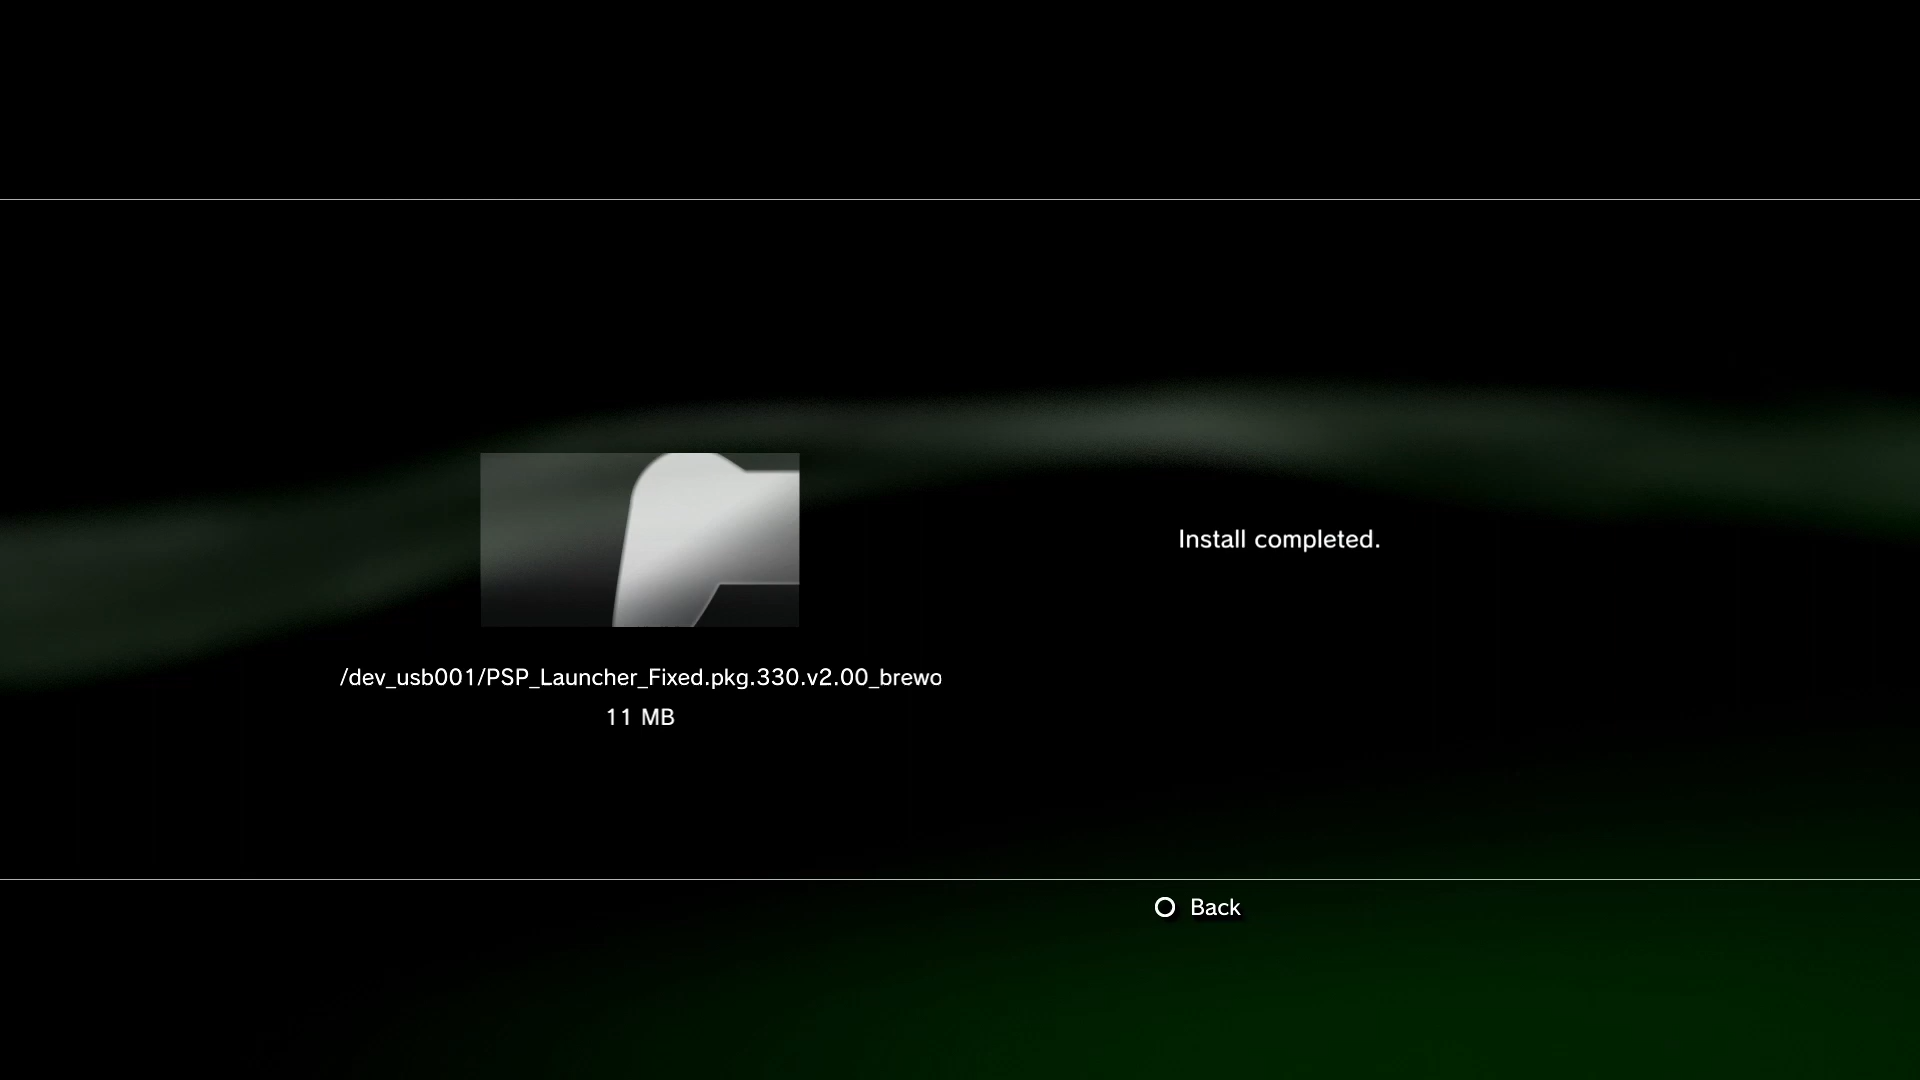 Install completed.
/dev_usb001/PSP_Launcher_Fixed.pkg.330.v2.00_brewo
11 MB
Back